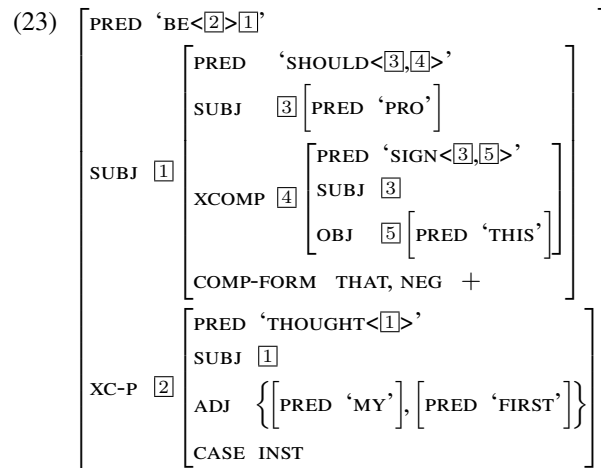 (23) PRED ‘BE<2>1’
PRED ‘SHOULD<3,4>’
SUBJ 3 [PRED ‘PRO’]
PRED ‘SIGN<3,5>’
SUBJ 1 XCOMP 4 SUBJ 3
OBJ 5 [PRED ‘THIS’]
COMP-FORM THAT, NEG +
PRED ‘THOUGHT<1>’
SUBJ 1
XC-P 2 ADJ {[PRED ‘MY’], [PRED ‘FIRST’]}
CASE INST